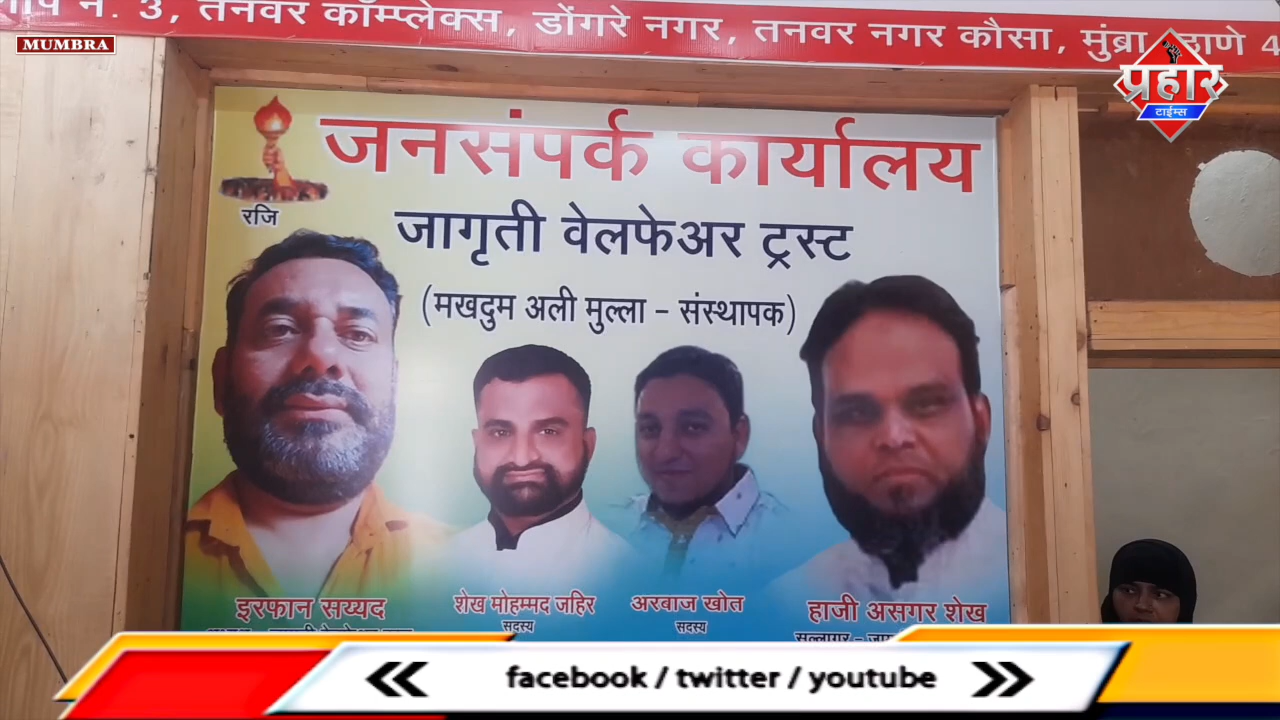 नं. 3, तनवर कॉम्प्लेक्स, डोंगरे नगर, तनवर नगर कौसा, मुंब्रा
MUMBRA
प्रहार
टाईम्स
जनसंपर्क कार्यालय
रजि
जागृती वेलफेअर ट्रस्ट
(मखदुम अली मुल्ला - संस्थापक)
इरफान सय्यद
शेख मोहम्मद जहिर
सदस्य
अरबाज खोत
सदस्य
हाजी असगर शेख
facebook / twitter / youtube